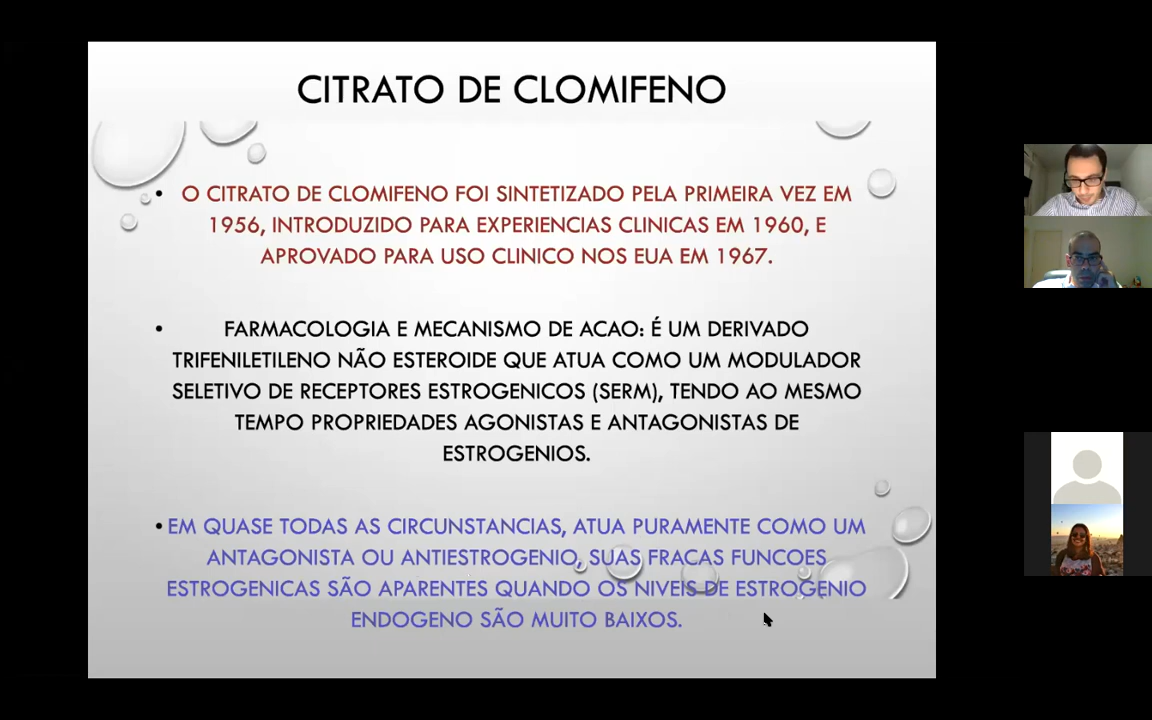 CITRATO DE CLOMIFENO
• O CITRATO DE CLOMIFENO FOI SINTETIZADO PELA PRIMEIRA VEZ EM
1956, INTRODUZIDO PARA EXPERIENCIAS CLINICAS EM 1960, E
APROVADO PARA USO CLINICO NOS EUA EM 1967.
• FARMACOLOGIA E MECANISMO DE ACAO: É UM DERIVADO
TRIFENILETILENO NÃO ESTEROIDE QUE ATUA COMO UM MODULADOR
SELETIVO DE RECEPTORES ESTROGENICOS (SERM), TENDO AO MESMO
TEMPO PROPRIEDADES AGONISTAS E ANTAGONISTAS DE
ESTROGENIOS.
• EM QUASE TODAS AS CIRCUNSTANCIAS, ATUA PURAMENTE COMO UM
ANTAGONISTA OU ANTIESTROGENIO, SUAS FRACAS FUNCOES
ESTROGENICAS SÃO APARENTES QUANDO OS NIVEIS DE ESTROGENIO
ENDOGENO SÃO MUITO BAIXOS.